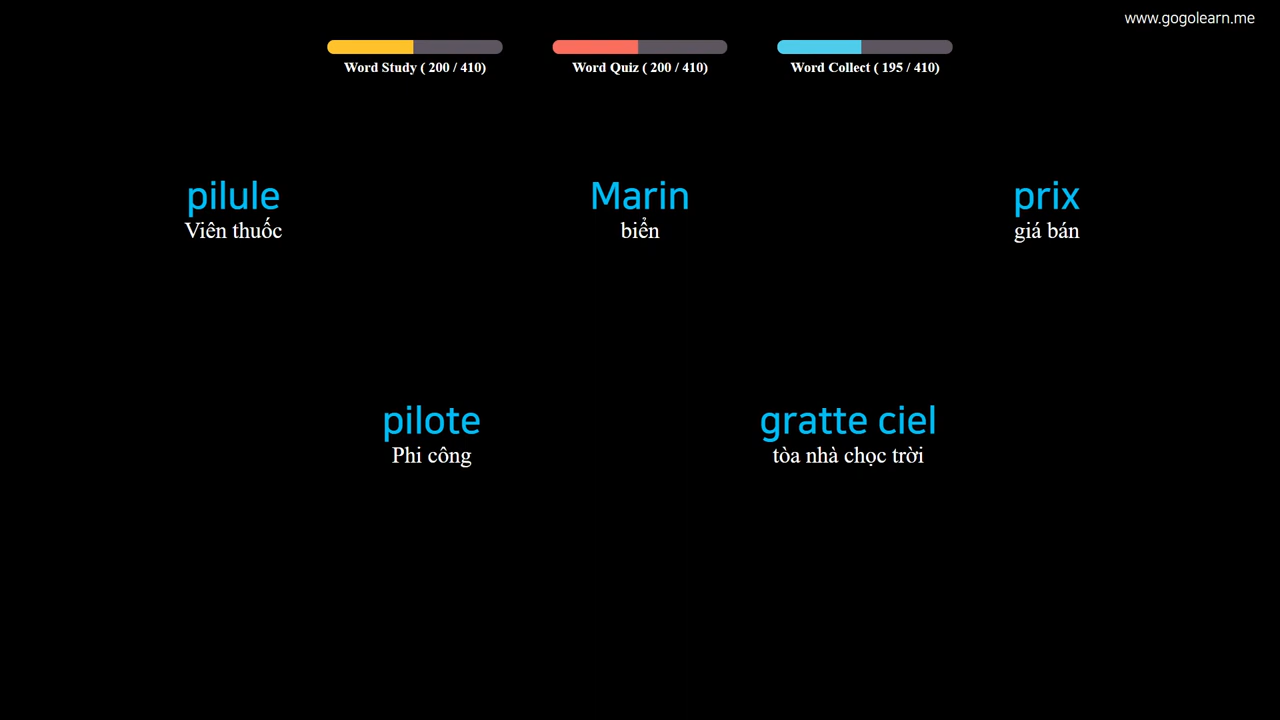 www.gogolearn.me
Word Study ( 200 / 410)
Word Quiz ( 200 / 410)
Word Collect ( 195 / 410)
pilule
Viên thuốc
Marin
biển
prix
giá bán
pilote
Phi công
gratte ciel
tòa nhà chọc trời